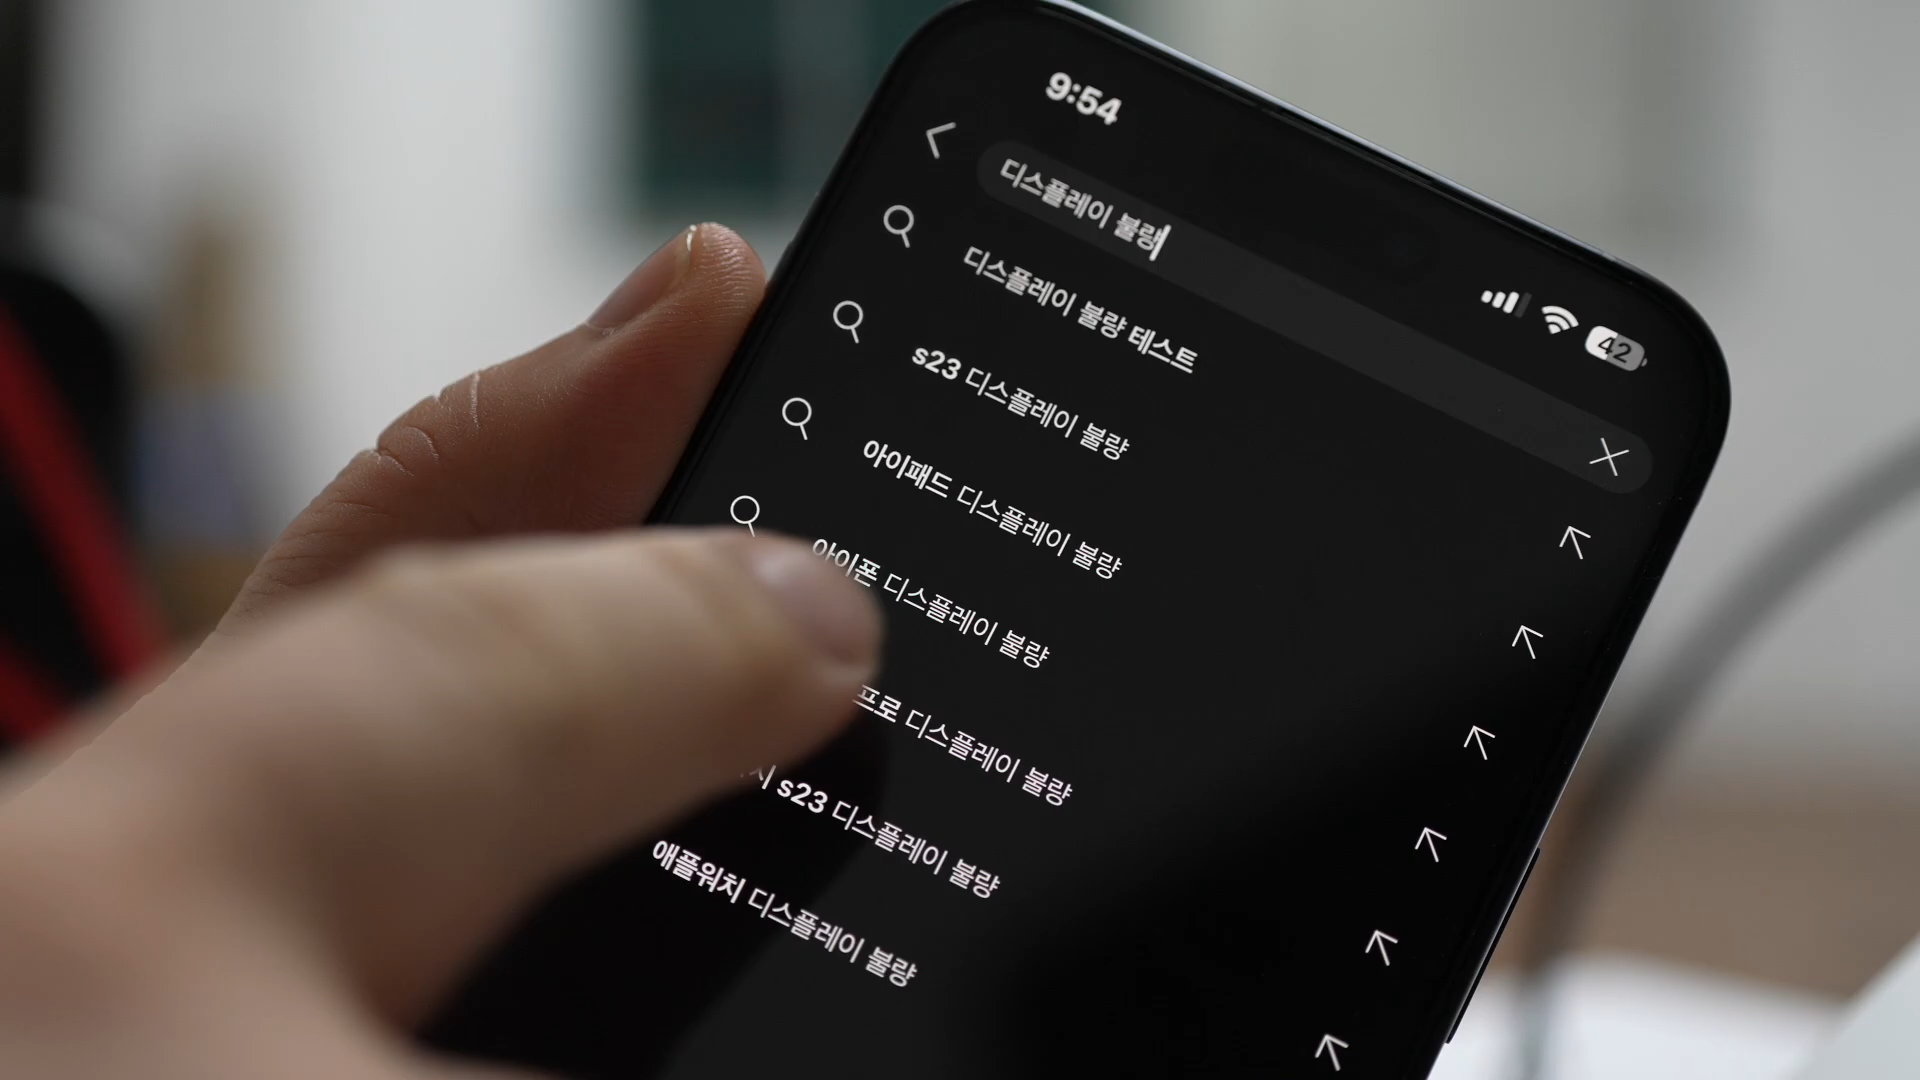 9:54
42
디스플레이 불량
디스플레이 불량 테스트
s23 디스플레이 불량
아이패드 디스플레이 불량
아이폰 디스플레이 불량
프로 디스플레이 불량
s23 디스플레이 불량
애플워치 디스플레이 불량